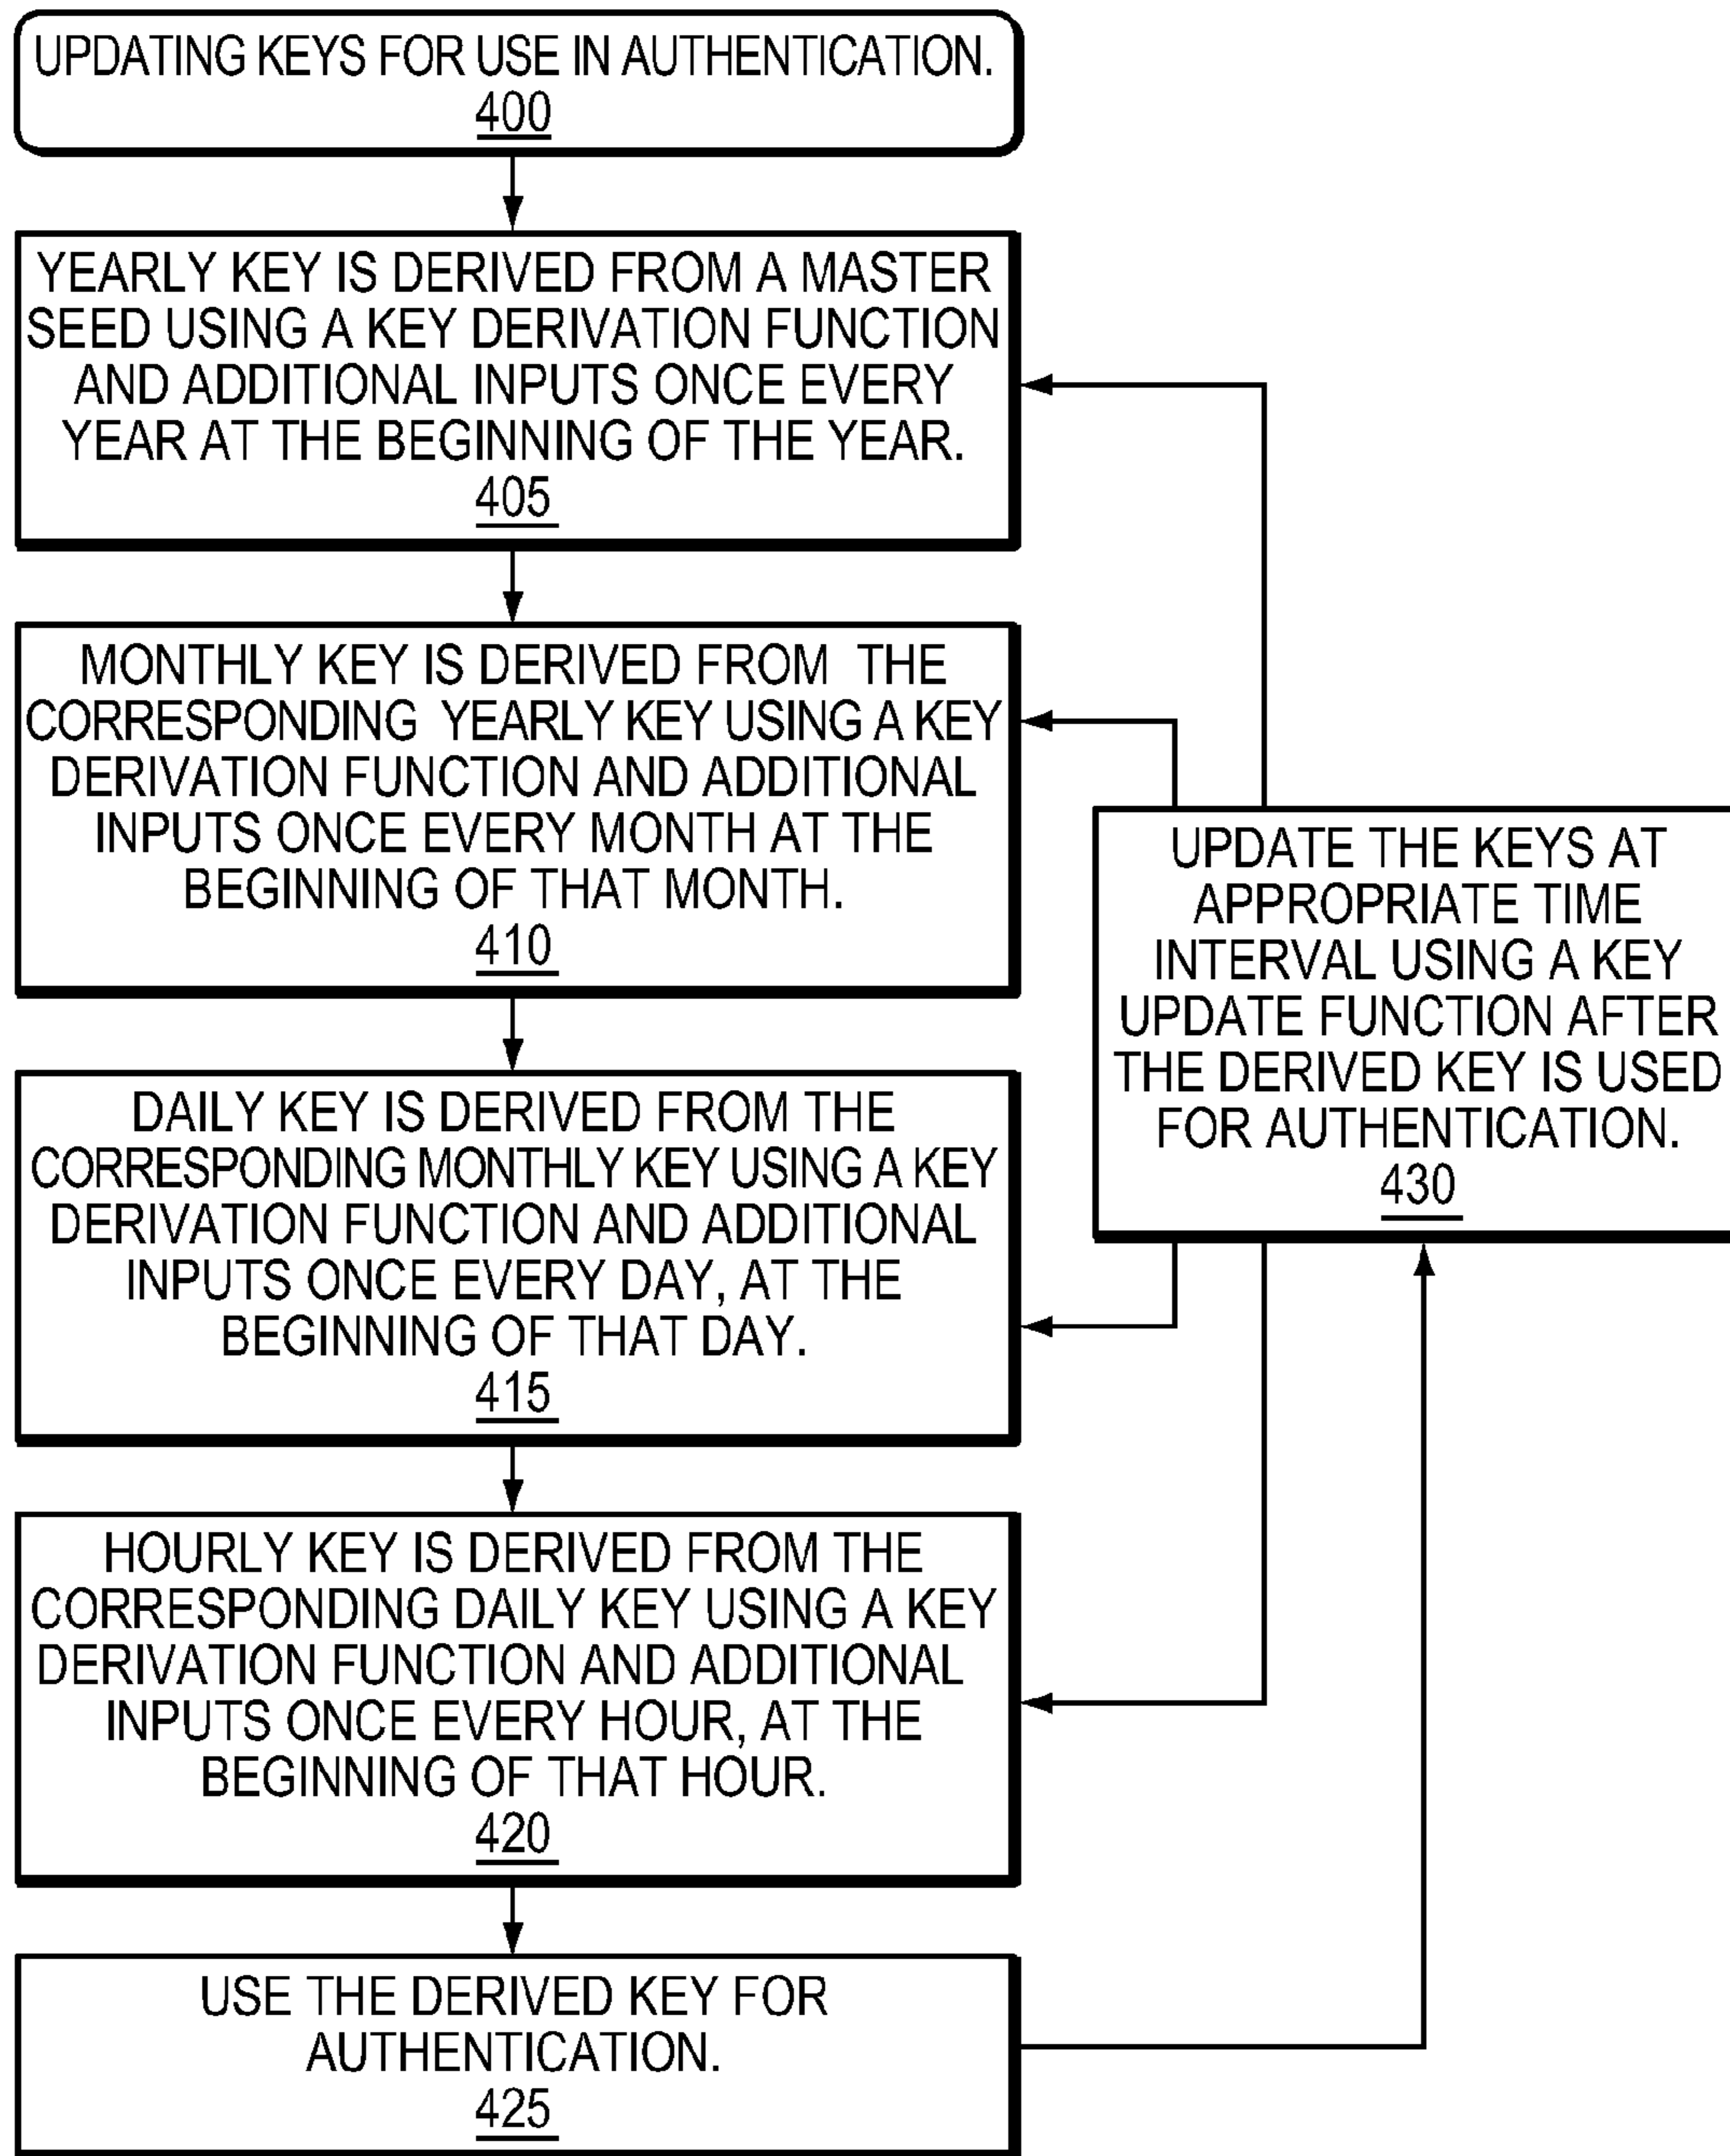 UPDATING KEYS FOR USE IN AUTHENTICATION.
400
YEARLY KEY IS DERIVED FROM A MASTER
SEED USING A KEY DERIVATION FUNCTION
AND ADDITIONAL INPUTS ONCE EVERY
YEAR AT THE BEGINNING OF THE YEAR.
405
MONTHLY KEY IS DERIVED FROM THE
CORRESPONDING YEARLY KEY USING A KEY
DERIVATION FUNCTION AND ADDITIONAL
INPUTS ONCE EVERY MONTH AT THE
BEGINNING OF THAT MONTH.
410
DAILY KEY IS DERIVED FROM THE
CORRESPONDING MONTHLY KEY USING A KEY
DERIVATION FUNCTION AND ADDITIONAL
INPUTS ONCE EVERY DAY, AT THE
BEGINNING OF THAT DAY.
415
HOURLY KEY IS DERIVED FROM THE
CORRESPONDING DAILY KEY USING A KEY
DERIVATION FUNCTION AND ADDITIONAL
INPUTS ONCE EVERY HOUR, AT THE
BEGINNING OF THAT HOUR.
420
USE THE DERIVED KEY FOR
AUTHENTICATION.
425
UPDATE THE KEYS AT
APPROPRIATE TIME
INTERVAL USING A KEY
UPDATE FUNCTION AFTER
THE DERIVED KEY IS USED
FOR AUTHENTICATION.
430